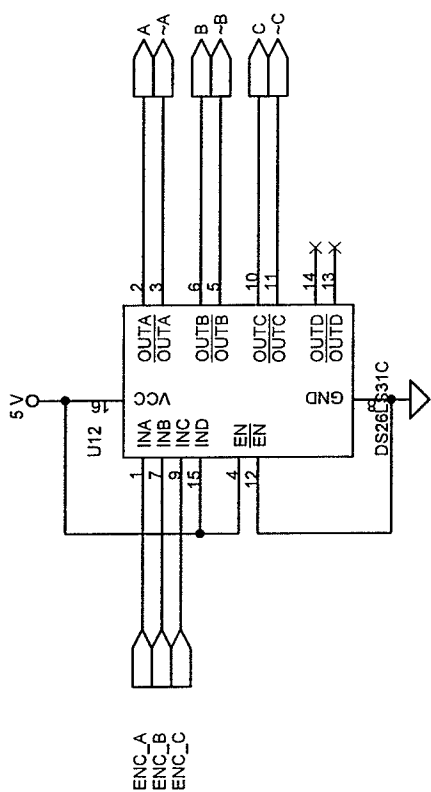 5 V
U12
16
VCC
ENC_A
ENC_B
ENC_C
1
7
9
15
4
12
INA
INB
INC
IND
EN
EN
OUTA
OUTA
OUTB
OUTB
OUTC
OUTC
OUTD
OUTD
2
3
6
5
10
11
14
13
A
~A
B
~B
C
~C
GND
8
DS26LS31C